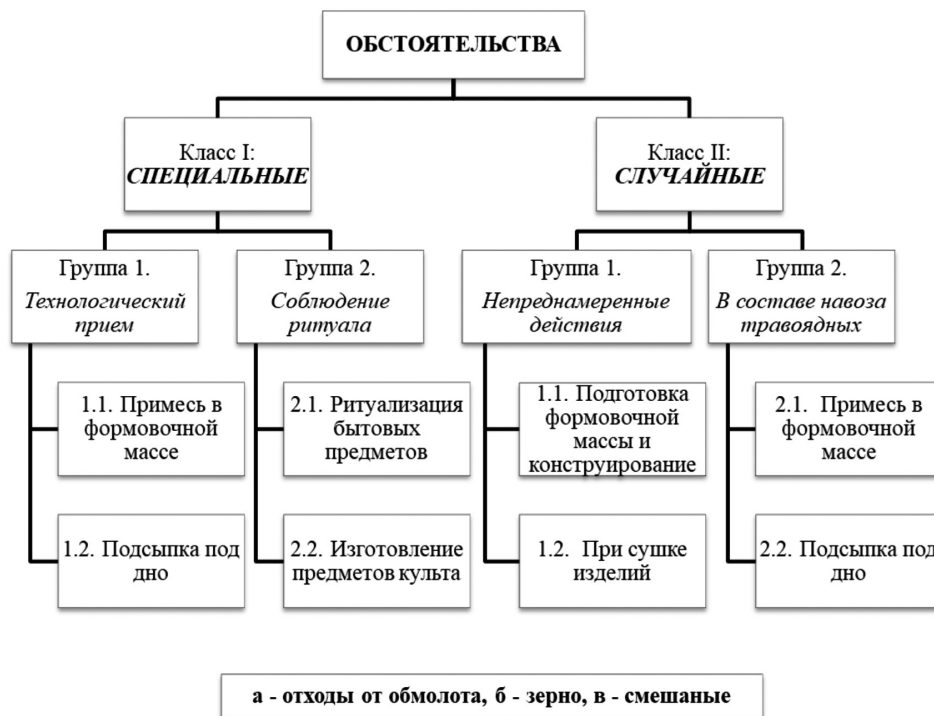 ОБСТОЯТЕЛЬСТВА
Класс I:
СПЕЦИАЛЬНЫЕ
Класс II:
СЛУЧАЙНЫЕ
Группа 1.
Технологический
прием
Группа 2.
Соблюдение
ритуала
Группа 1.
Непреднамеренные
действия
Группа 2.
В составе навоза
травоядных
1.1. Примесь в
формовочной
массе
2.1. Ритуализация
бытовых
предметов
1.1. Подготовка
формовочной
массы и
конструирование
2.1. Примесь в
формовочной
массе
1.2. Подсыпка под
дно
2.2. Изготовление
предметов культа
1.2. При сушке
изделий
2.2. Подсыпка под
дно
а - отходы от обмолота, б - зерно, в - смешаные